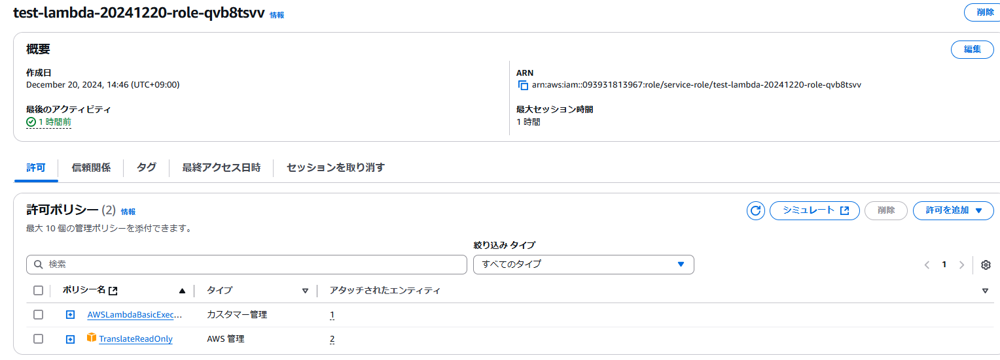 test-lambda-20241220-role-qvb8tsvv 情報
削除
概要
編集
作成日
December 20, 2024, 14:46 (UTC+09:00)
ARN
arn:aws:iam::093931813967:role/service-role/test-lambda-20241220-role-qvb8tsvv
最後のアクティビティ
1 時間前
最大セッション時間
1 時間
許可 信頼関係 タグ 最終アクセス日時 セッションを取り消す
許可ポリシー (2) 情報
シミュレート 削除 許可を追加
最大 10 個の管理ポリシーを添付できます。
絞り込み タイプ
検索 すべてのタイプ 1
ポリシー名 タイプ アタッチされたエンティティ
AWSLambdaBasicExec... カスタマー管理 1
TranslateReadOnly AWS 管理 2